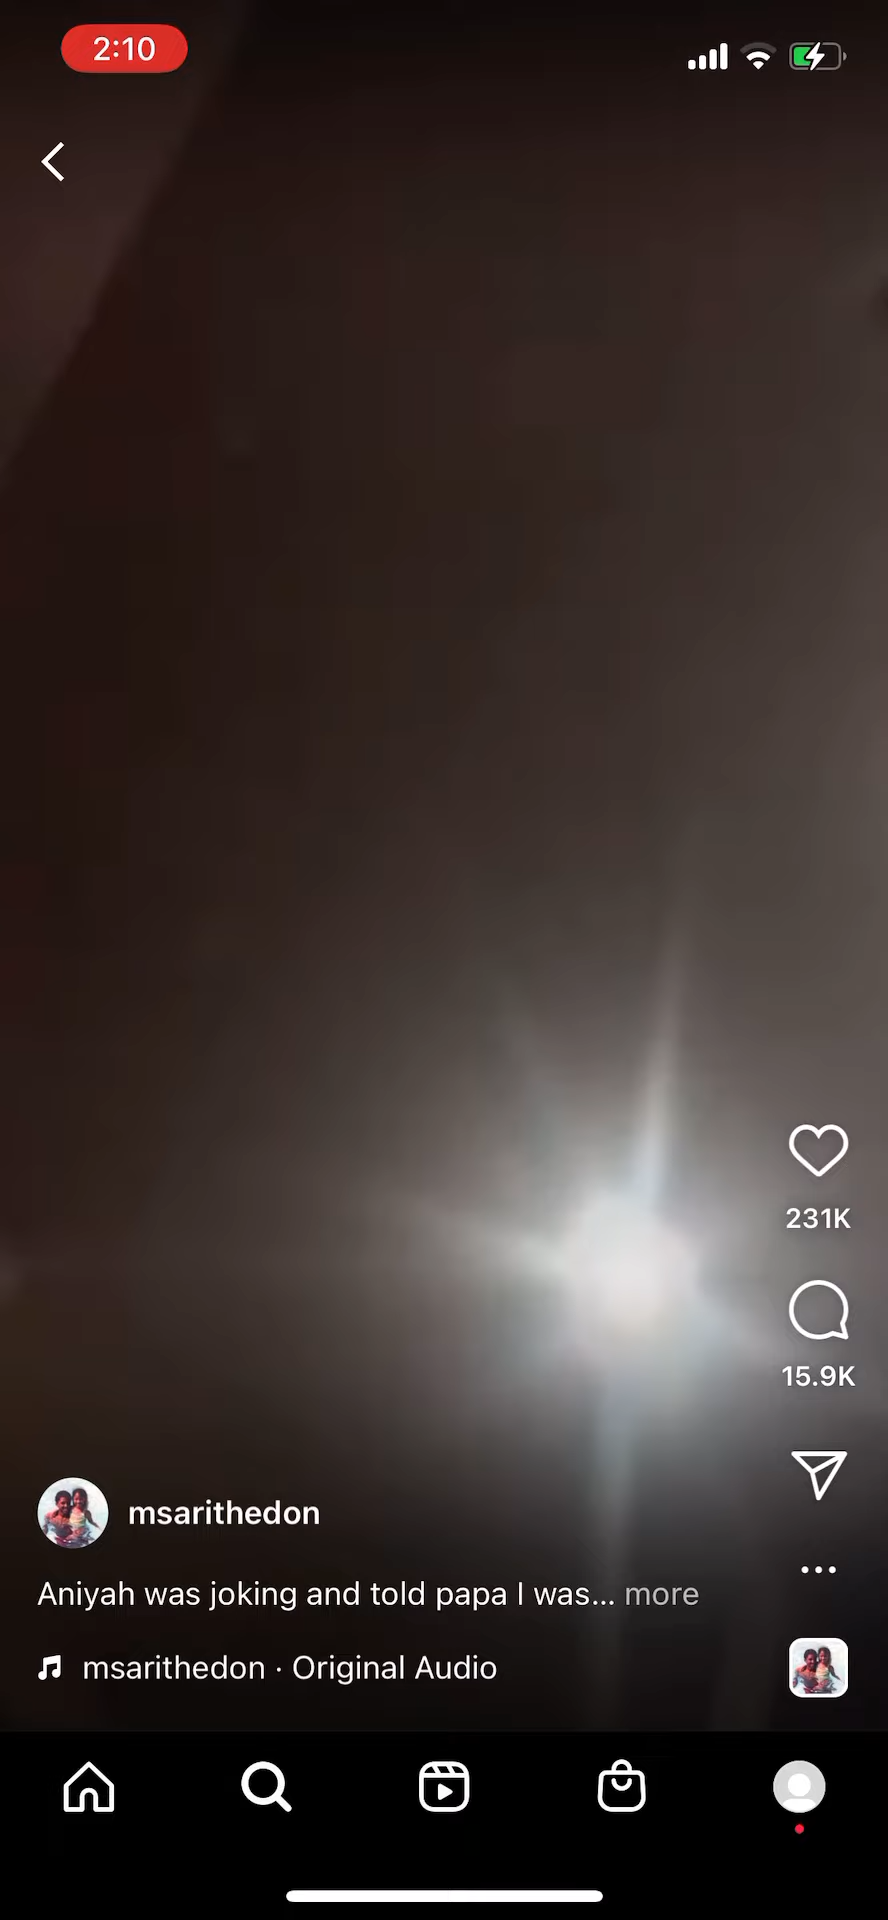 2:10
231K
15.9K
msarithedon
Aniyah was joking and told papa I was... more
msarithedon · Original Audio